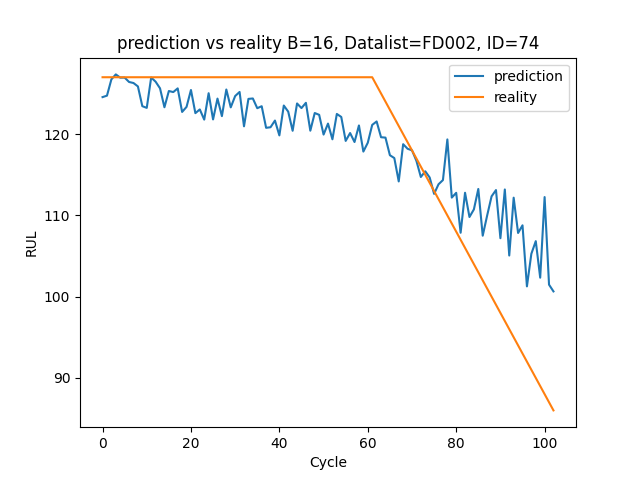 prediction vs reality B=16, Datalist=FD002, ID=74
prediction
reality
RUL
120
110
100
90
0 20 40 60 80 100
Cycle